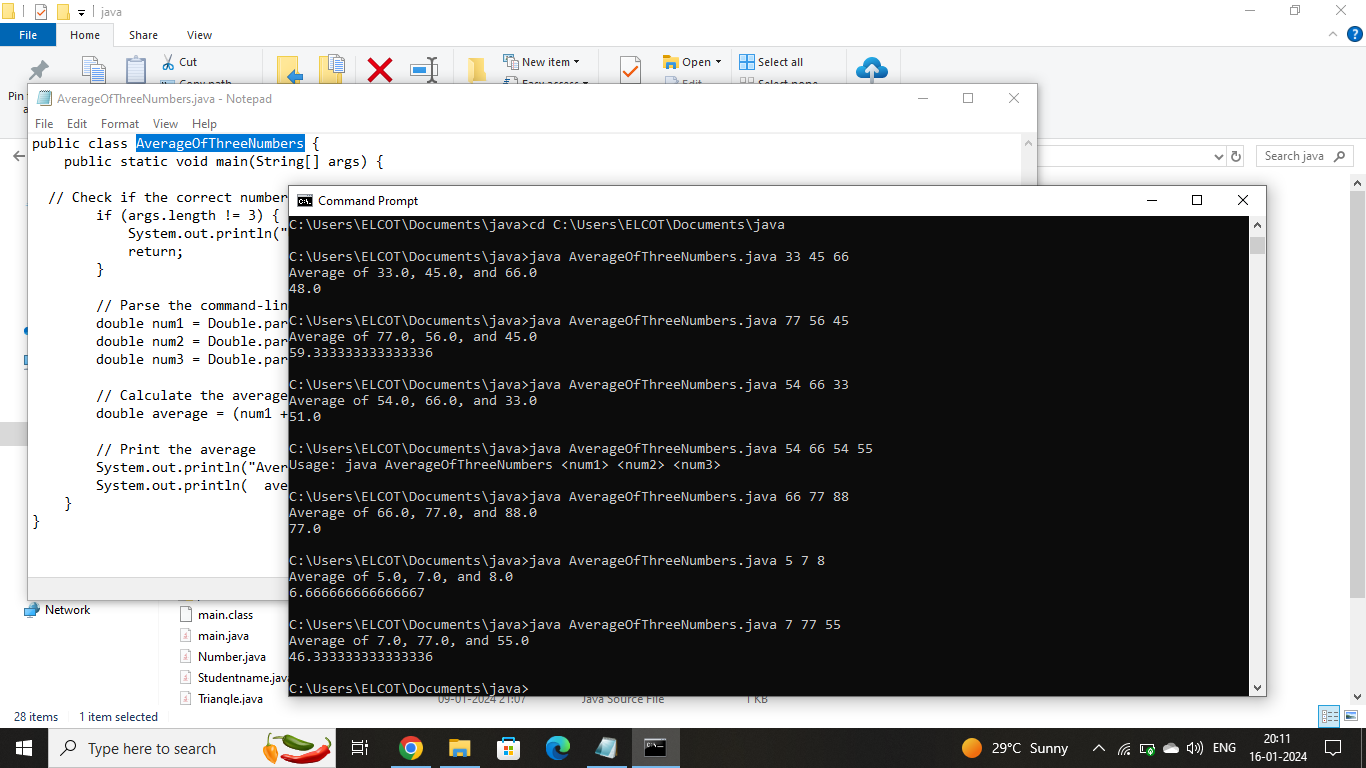 java
File
Home
Share
View
Cut
New item
Open
Select all
Copy path
Easy access
Edit
Select none
Pin
Search java
AverageOfThreeNumbers.java - Notepad
File Edit Format View Help
public class AverageOfThreeNumbers {
public static void main(String[] args) {
// Check if the correct number
if (args.length != 3) {
System.out.println("
return;
}
// Parse the command-lin
double num1 = Double.par
double num2 = Double.par
double num3 = Double.par
// Calculate the average
double average = (num1 +
// Print the average
System.out.println("Aver
System.out.println( ave
}
}
Command Prompt
C:\Users\ELCOT\Documents\java>cd C:\Users\ELCOT\Documents\java
C:\Users\ELCOT\Documents\java>java AverageOfThreeNumbers.java 33 45 66
Average of 33.0, 45.0, and 66.0
48.0
C:\Users\ELCOT\Documents\java>java AverageOfThreeNumbers.java 77 56 45
Average of 77.0, 56.0, and 45.0
59.333333333333336
C:\Users\ELCOT\Documents\java>java AverageOfThreeNumbers.java 54 66 33
Average of 54.0, 66.0, and 33.0
51.0
C:\Users\ELCOT\Documents\java>java AverageOfThreeNumbers.java 54 66 54 55
Usage: java AverageOfThreeNumbers <num1> <num2> <num3>
C:\Users\ELCOT\Documents\java>java AverageOfThreeNumbers.java 66 77 88
Average of 66.0, 77.0, and 88.0
77.0
C:\Users\ELCOT\Documents\java>java AverageOfThreeNumbers.java 5 7 8
Average of 5.0, 7.0, and 8.0
6.666666666666667
C:\Users\ELCOT\Documents\java>java AverageOfThreeNumbers.java 7 77 55
Average of 7.0, 77.0, and 55.0
46.333333333333336
C:\Users\ELCOT\Documents\java>
Network
main.class
main.java
Number.java
Studentname.java
Triangle.java
09-01-2024 21:07
Java Source File
1 KB
28 items 1 item selected
Type here to search
29°C Sunny
ENG
20:11
16-01-2024